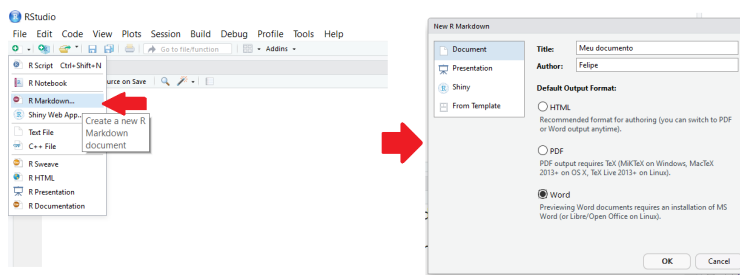 RStudio
File Edit Code View Plots Session Build Debug Profile Tools Help
Go to file/function Addins
R Script Ctrl+Shift+N
R Notebook
urce on Save
R Markdown...
Shiny Web App...
Create a new R
Markdown
document
Text File
C++ File
R Sweave
R HTML
R Presentation
R Documentation
New R Markdown
Document
Presentation
Shiny
From Template
Title: Meu documento
Author: Felipe
Default Output Format:
HTML
Recommended format for authoring (you can switch to PDF
or Word output anytime).
PDF
PDF output requires TeX (MiKTeX on Windows, MacTeX
2013+ on OS X, TeX Live 2013+ on Linux).
Word
Previewing Word documents requires an installation of MS
Word (or Libre/Open Office on Linux).
OK Cancel